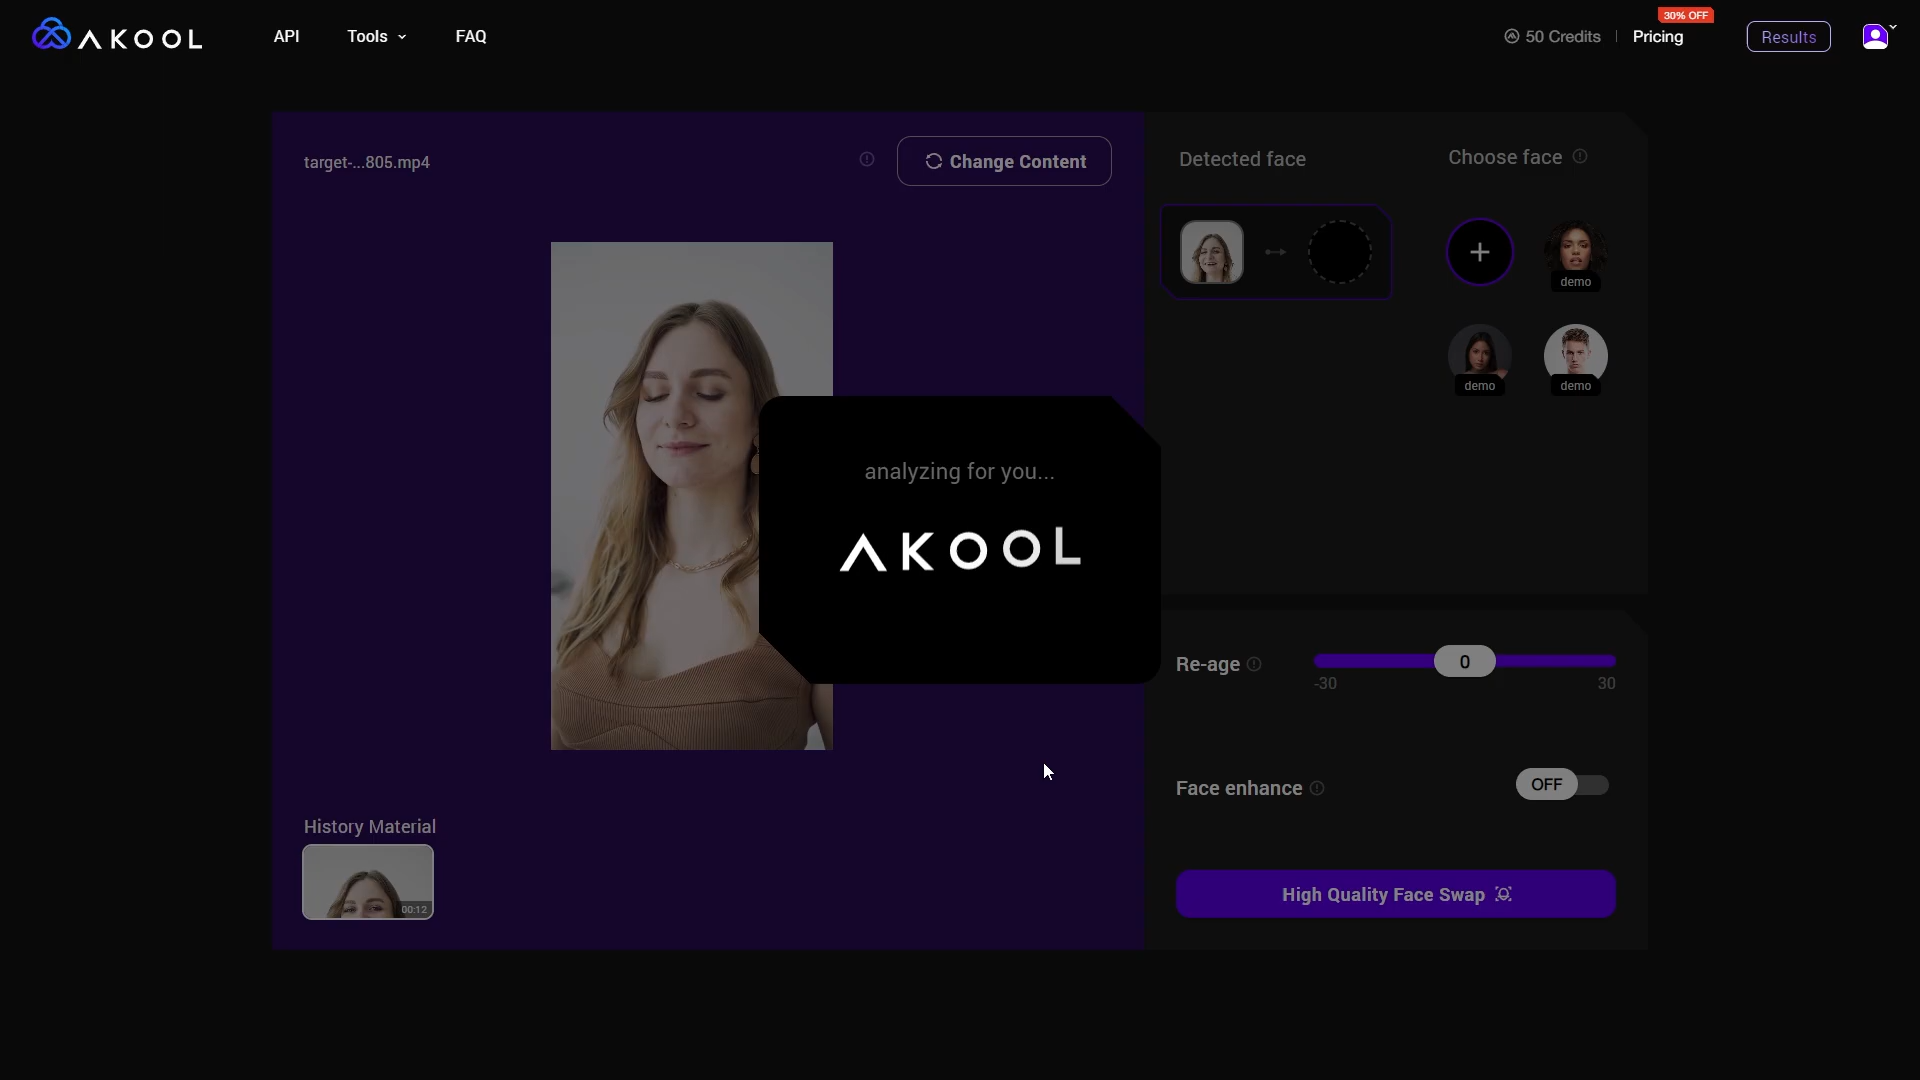 AKOOL
API
Tools
FAQ
50 Credits
30% OFF
Pricing
Results
target-...805.mp4
Change Content
Detected face
Choose face
demo
demo
demo
analyzing for you...
AKOOL
Re-age
0
-30
30
Face enhance
OFF
History Material
00:12
High Quality Face Swap